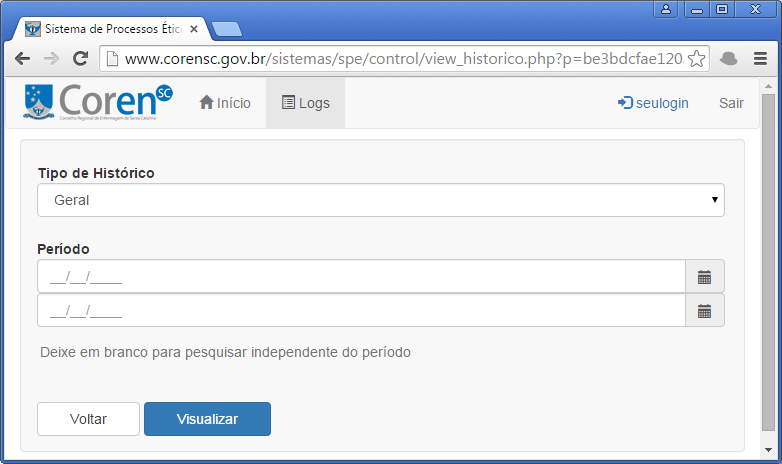 Sistema de Processos Étic
www.corensc.gov.br/sistemas/spe/control/view_historico.php?p=be3bdcfae120
Coren SC
Conselho Regional de Enfermagem de Santa Catarina
Início
Logs
seulogin
Sair
Tipo de Histórico
Geral
Período
__/__/____
__/__/____
Deixe em branco para pesquisar independente do período
Voltar
Visualizar